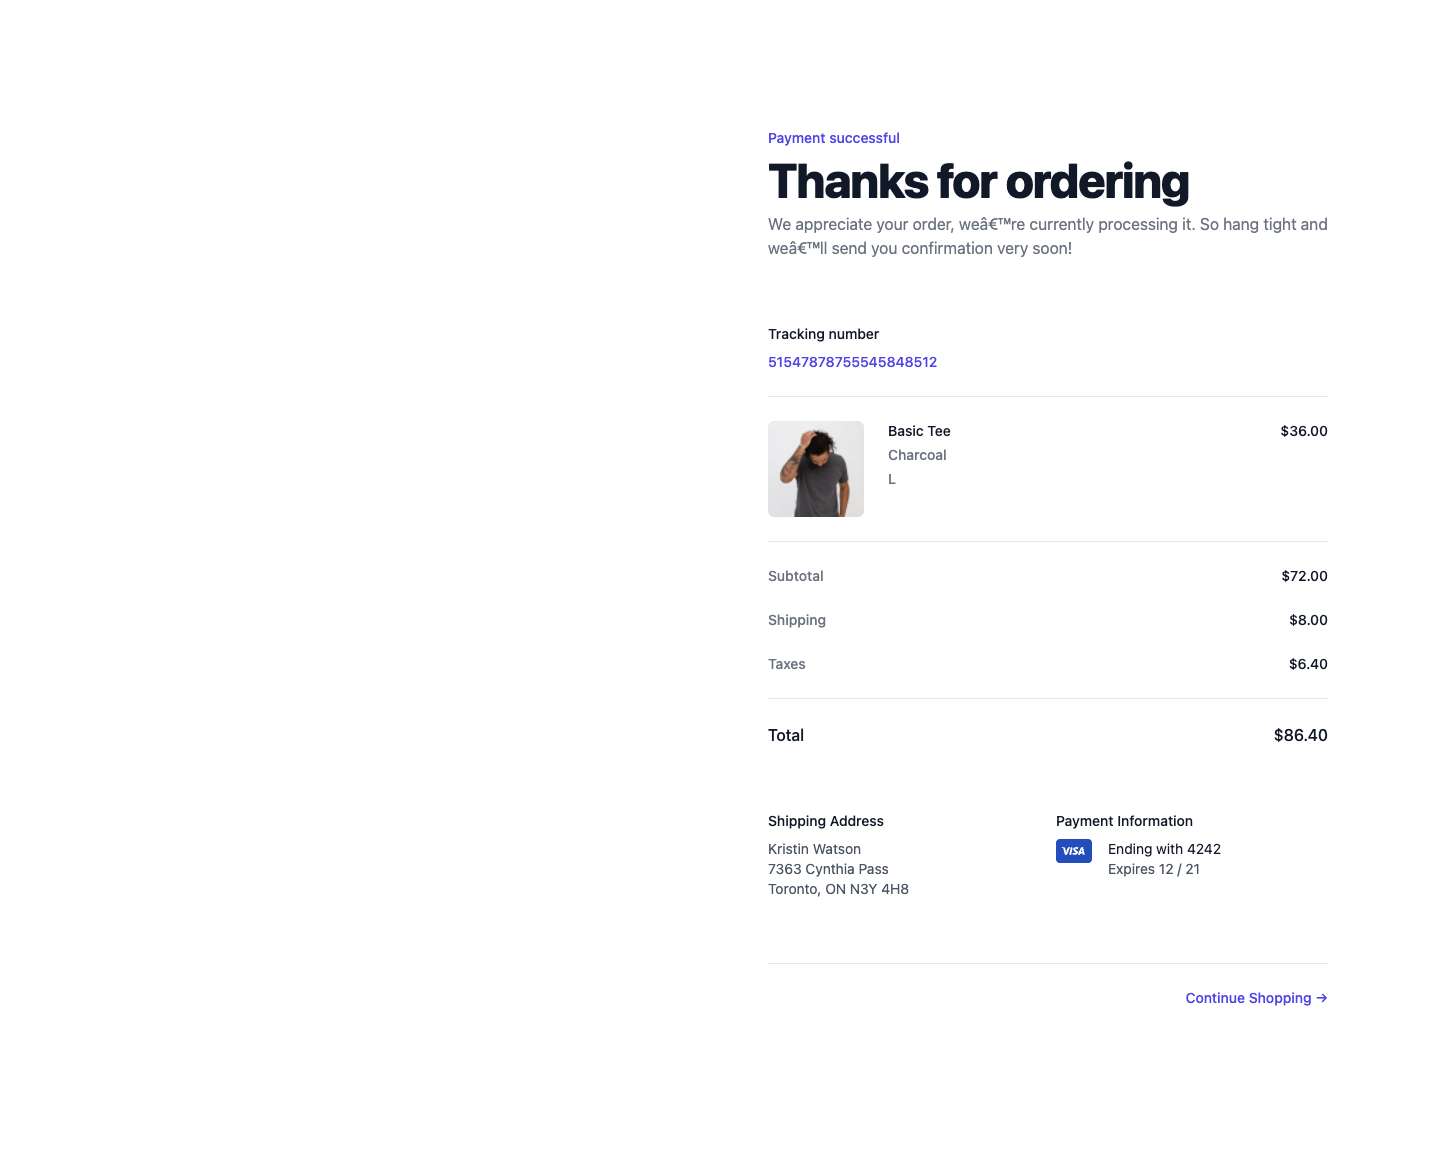 Payment successful
Thanks for ordering
We appreciate your order, weâ€™re currently processing it. So hang tight and
weâ€™ll send you confirmation very soon!
Tracking number
51547878755545848512
Basic Tee
$36.00
Charcoal
L
Subtotal
$72.00
Shipping
$8.00
Taxes
$6.40
Total
$86.40
Shipping Address
Kristin Watson
7363 Cynthia Pass
Toronto, ON N3Y 4H8
Payment Information
VISA
Ending with 4242
Expires 12 / 21
Continue Shopping →